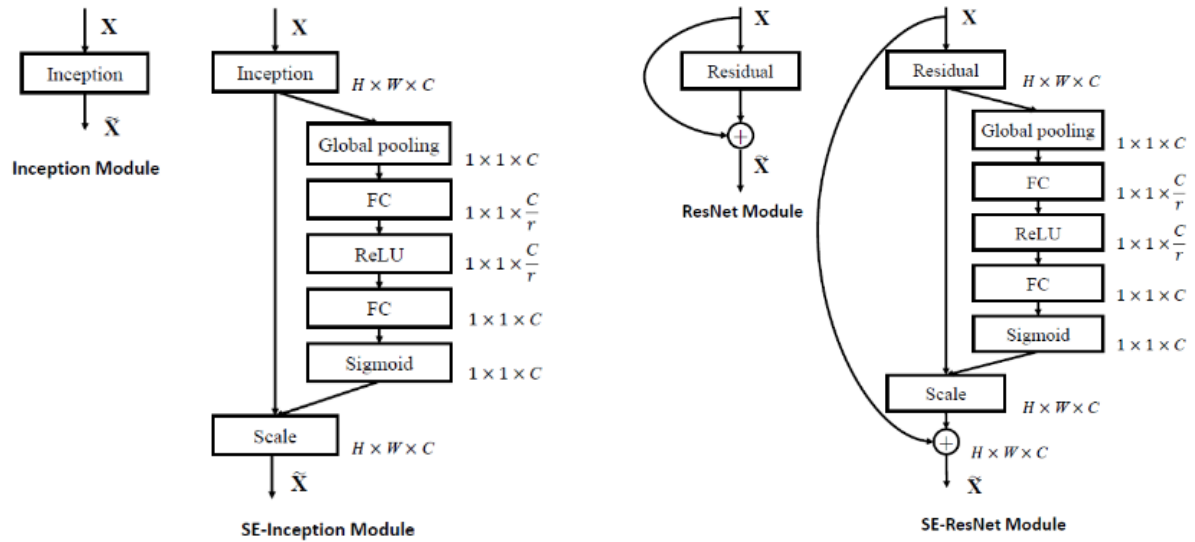 X
Inception
X̃
Inception Module
X
Inception
H × W × C
Global pooling
1 × 1 × C
FC
1 × 1 × C/r
ReLU
1 × 1 × C/r
FC
1 × 1 × C
Sigmoid
1 × 1 × C
Scale
H × W × C
X̃
SE-Inception Module
X
Residual
+
X̃
ResNet Module
X
Residual
H × W × C
Global pooling
1 × 1 × C
FC
1 × 1 × C/r
ReLU
1 × 1 × C/r
FC
1 × 1 × C
Sigmoid
1 × 1 × C
Scale
H × W × C
+
H × W × C
X̃
SE-ResNet Module